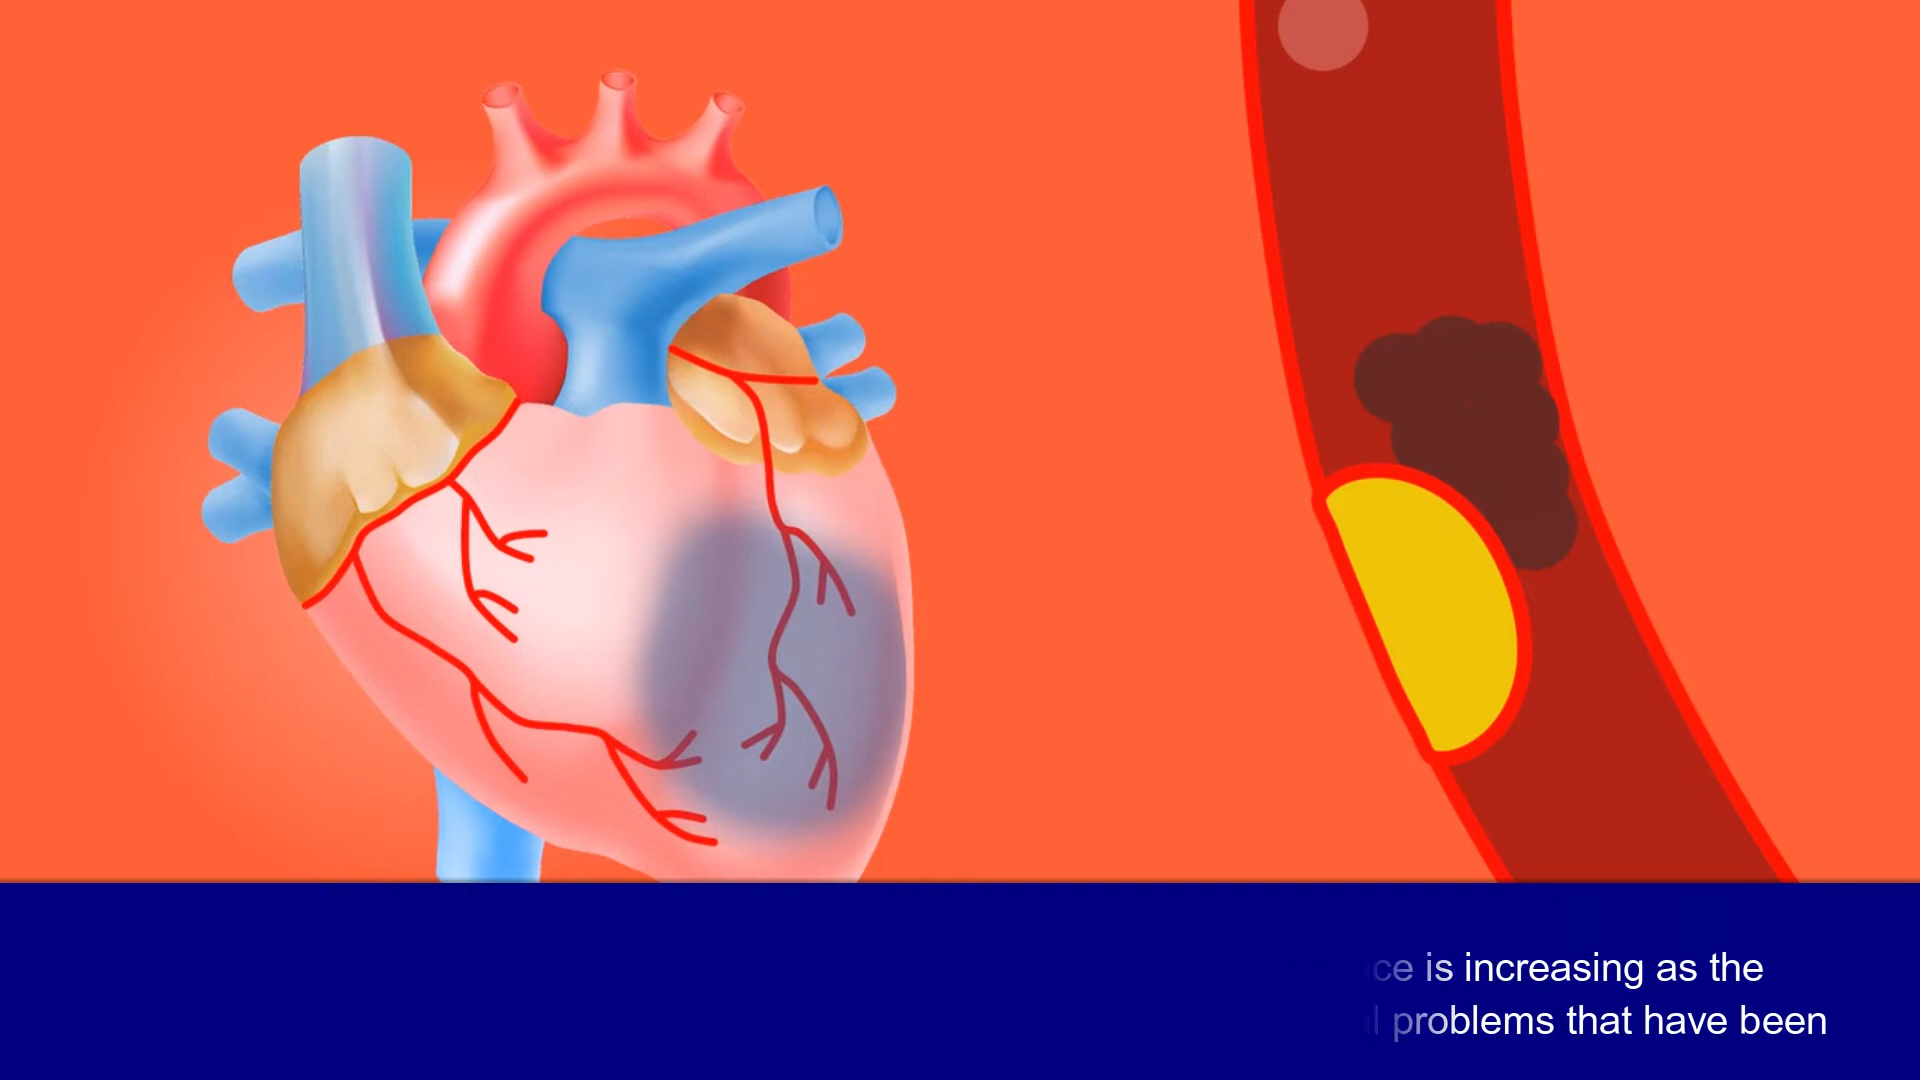 is increasing as the
problems that have been